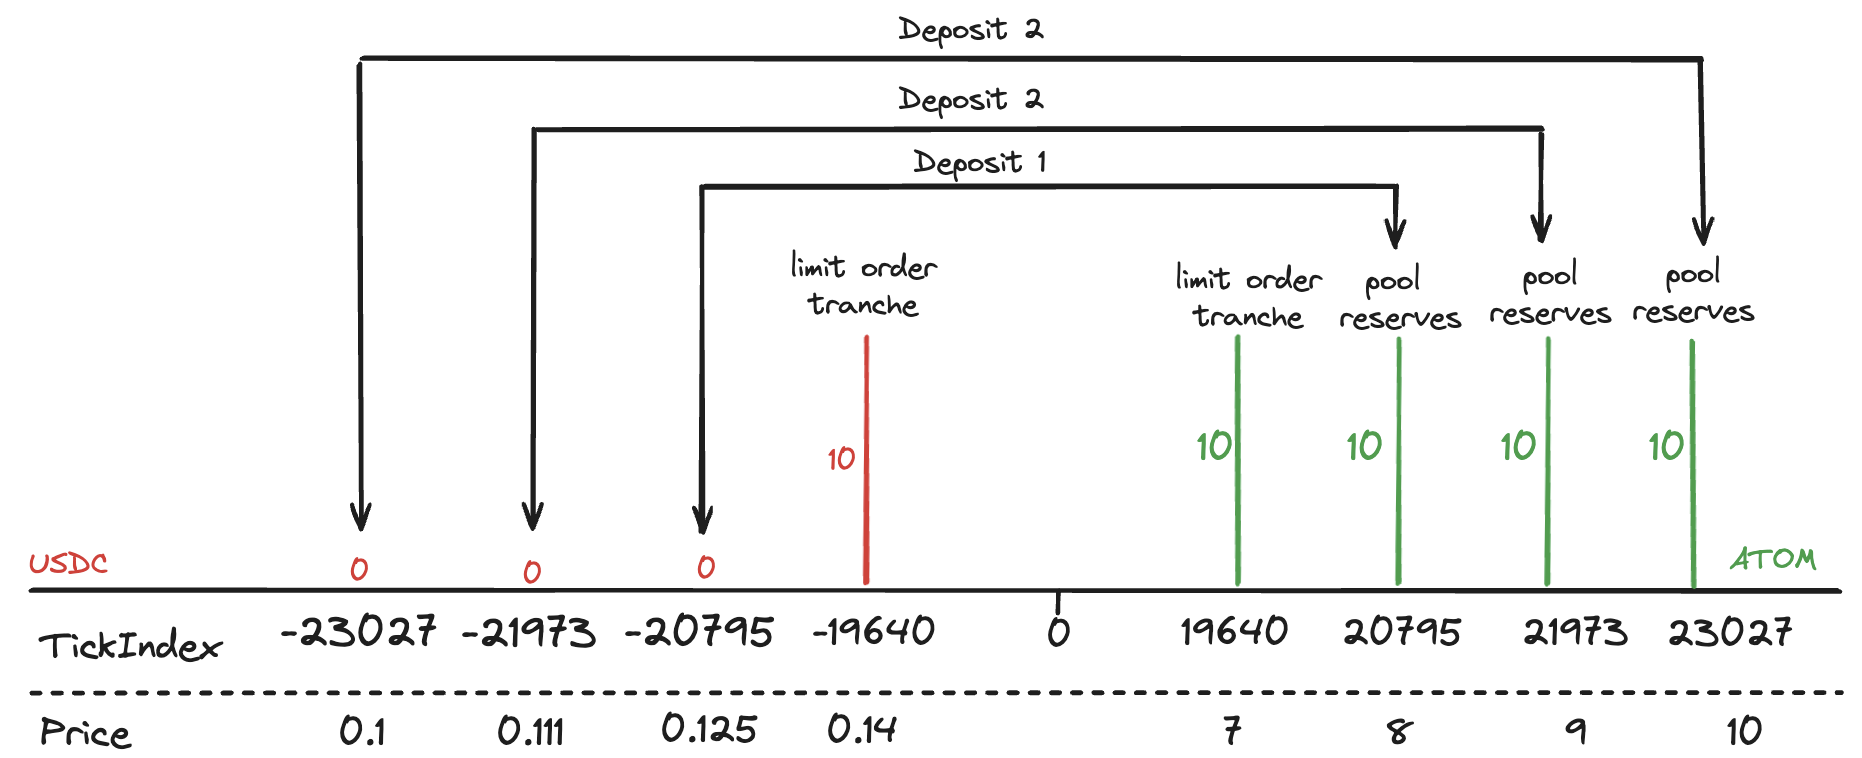 Deposit 2
Deposit 2
Deposit 1
limit order
tranche
limit order
tranche
pool
reserves
pool
reserves
pool
reserves
10
10
10
10
10
USDC
0
0
0
ATOM
TickIndex -23027 -21973 -20795 -19640 0 19640 20795 21973 23027
Price 0.1 0.111 0.125 0.14 7 8 9 10